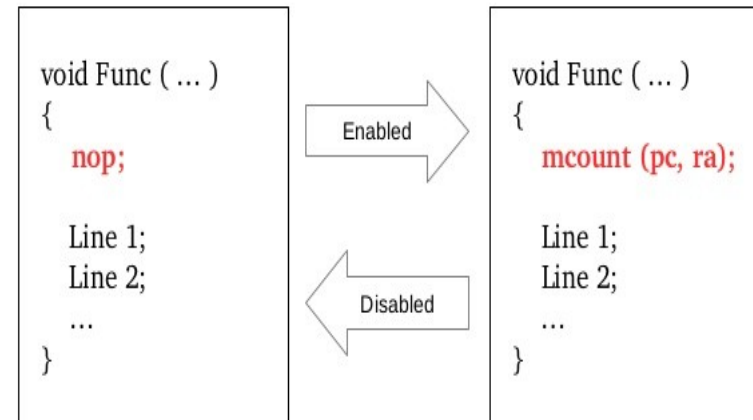 void Func ( ... )
{
nop;
Line 1;
Line 2;
...
}
Enabled
Disabled
void Func ( ... )
{
mcount (pc, ra);
Line 1;
Line 2;
...
}